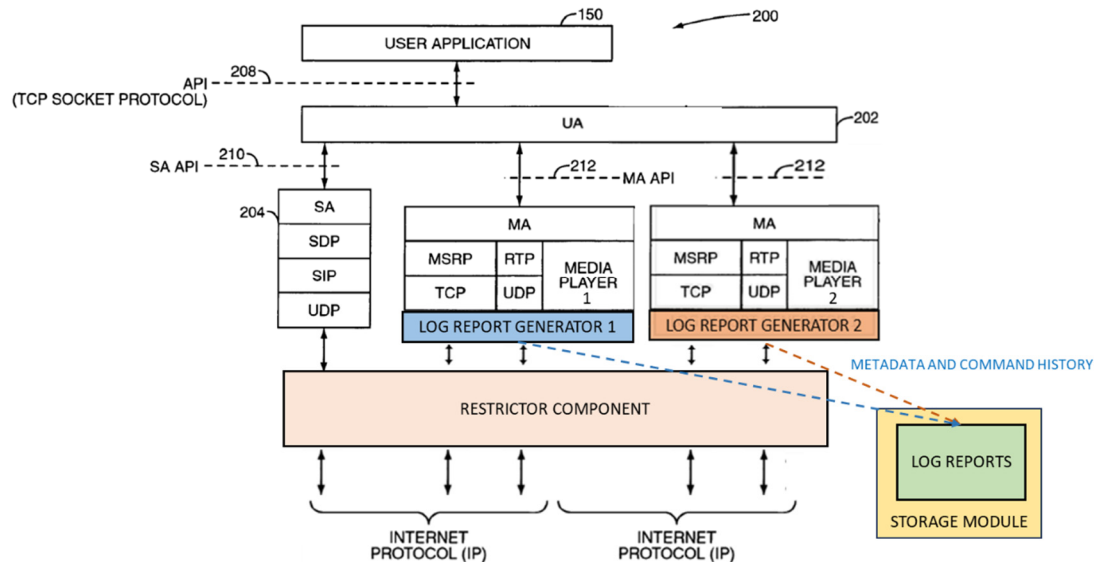 200
150
USER APPLICATION
208
API
(TCP SOCKET PROTOCOL)
UA
202
210
SA API
212
MA API
212
204
SA
SDP
SIP
UDP
MA
MSRP
RTP
TCP
UDP
MEDIA
PLAYER
1
LOG REPORT GENERATOR 1
MA
MSRP
RTP
TCP
UDP
MEDIA
PLAYER
2
LOG REPORT GENERATOR 2
METADATA AND COMMAND HISTORY
RESTRICTOR COMPONENT
LOG REPORTS
STORAGE MODULE
INTERNET
PROTOCOL (IP)
INTERNET
PROTOCOL (IP)